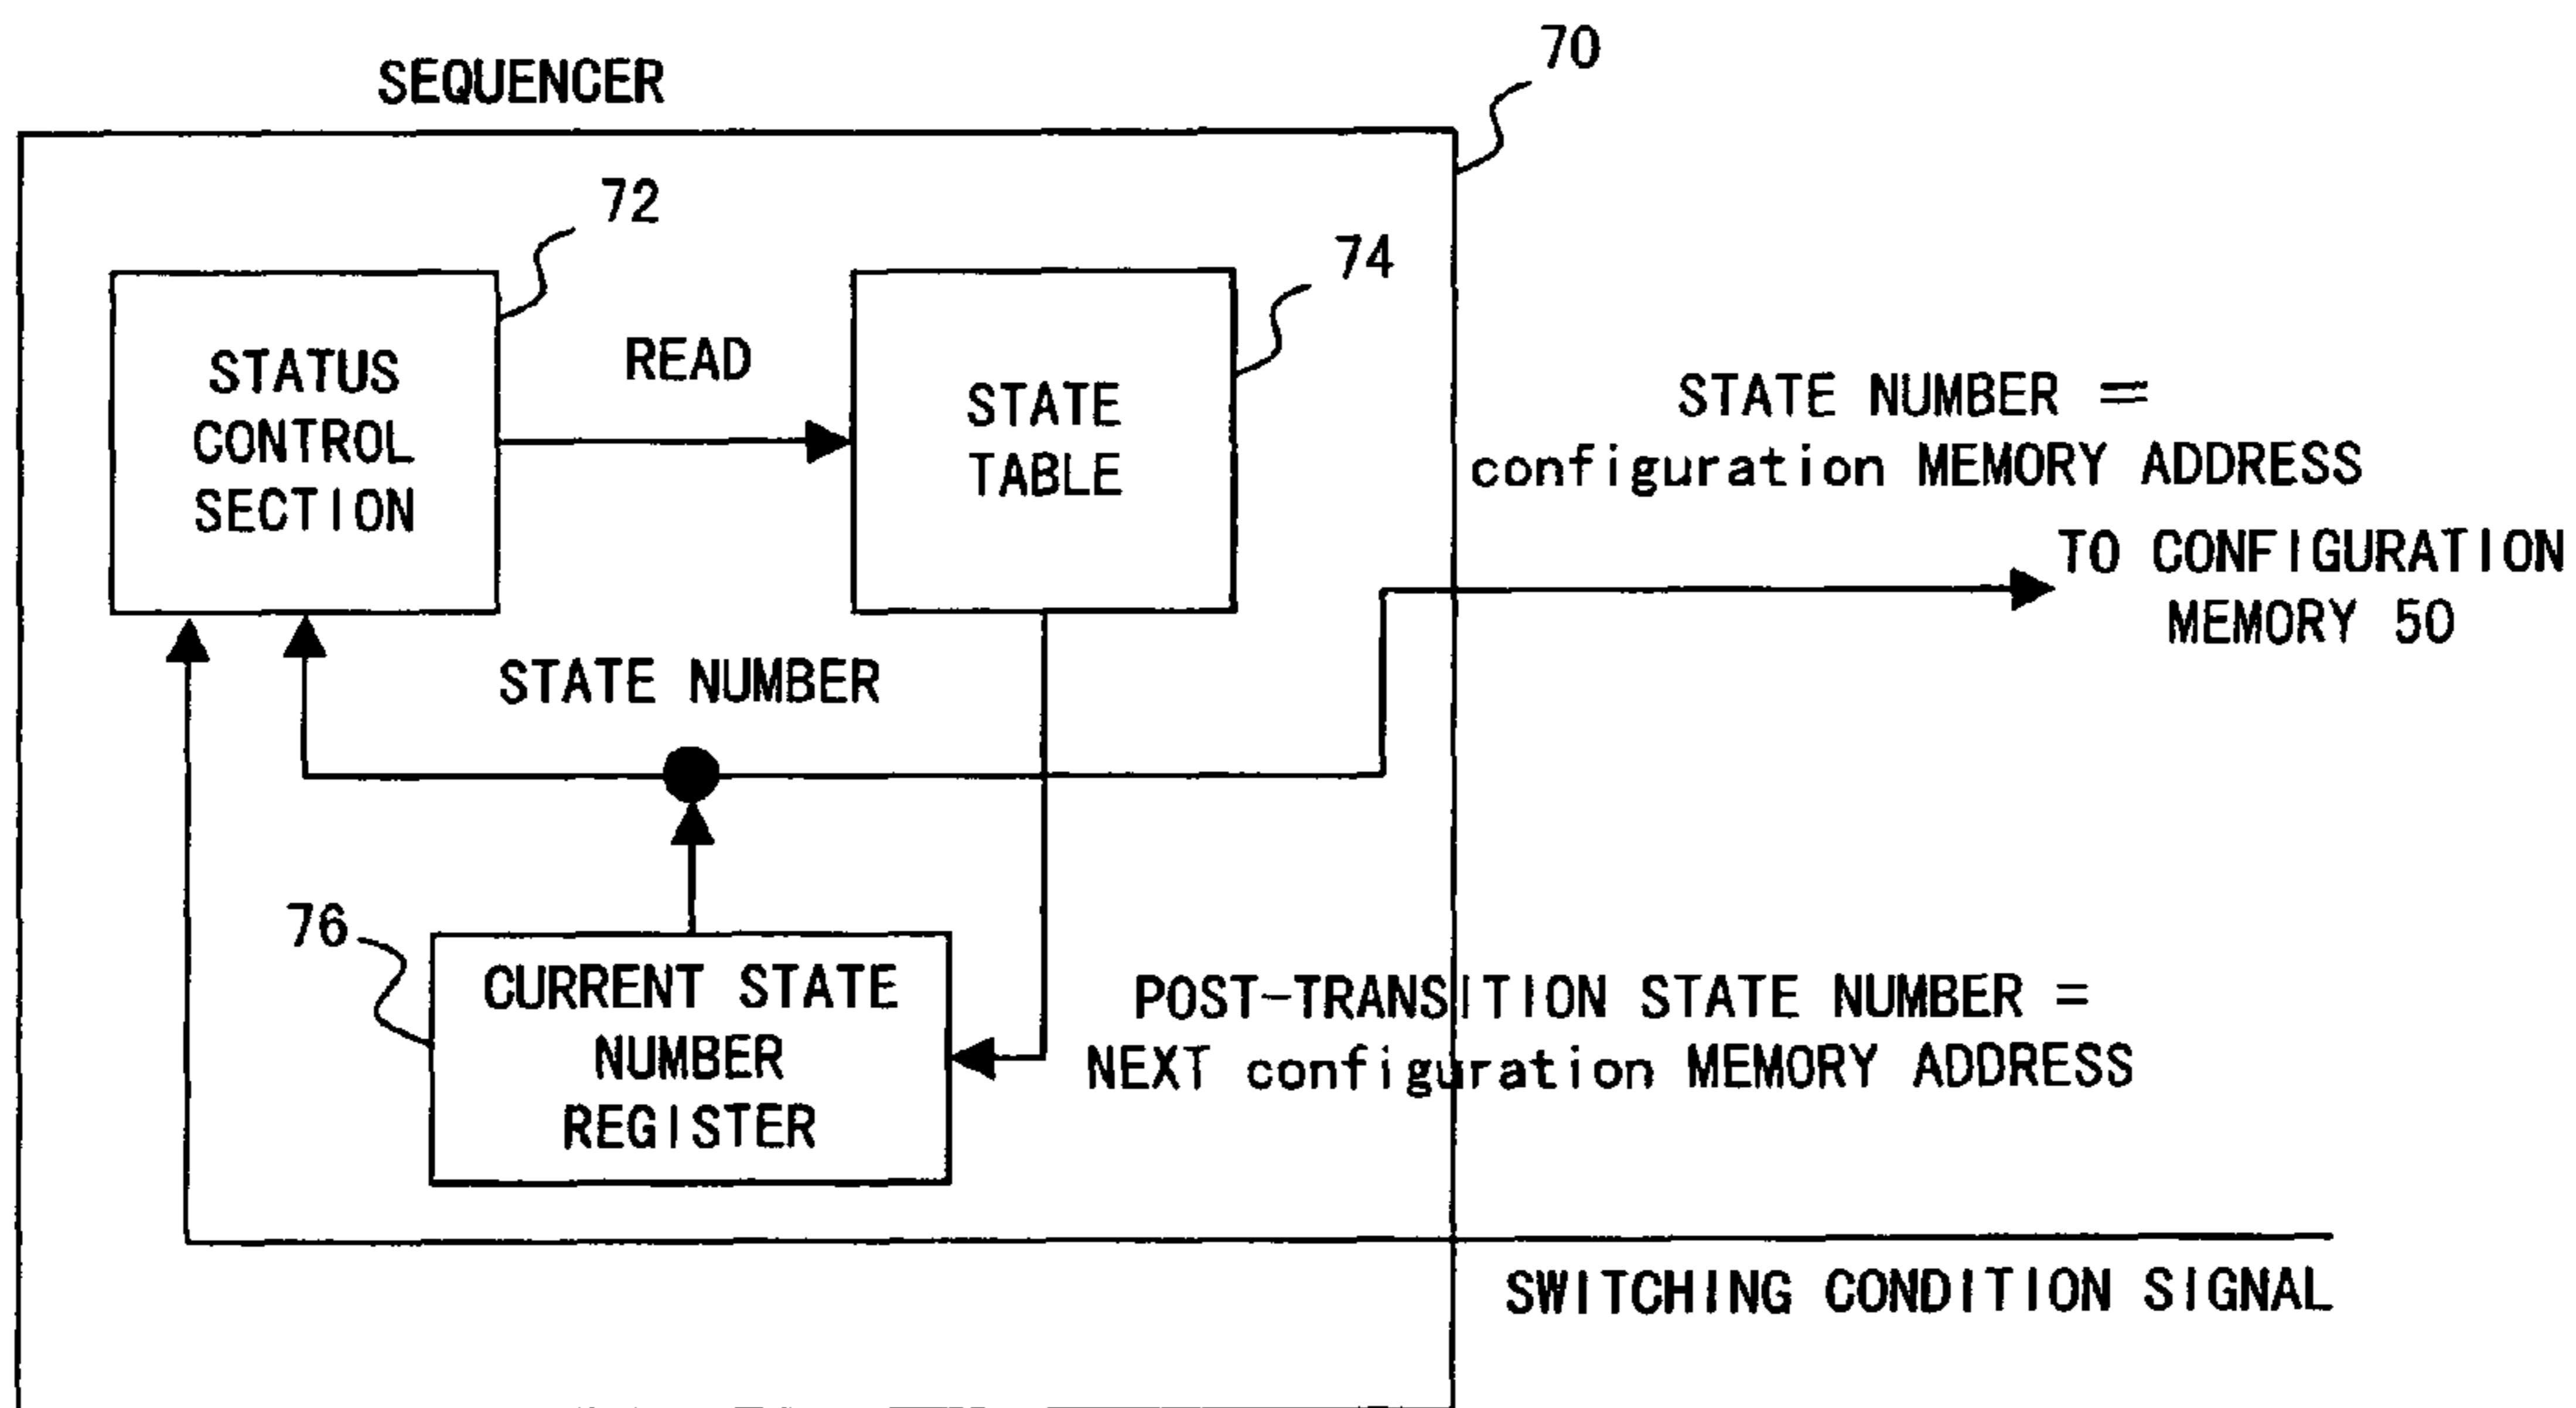 70
SEQUENCER
72
74
STATUS
CONTROL
SECTION
READ
STATE
TABLE
STATE NUMBER =
configuration MEMORY ADDRESS
TO CONFIGURATION
MEMORY 50
STATE NUMBER
76
CURRENT STATE
NUMBER
REGISTER
POST-TRANSITION STATE NUMBER =
NEXT configuration MEMORY ADDRESS
SWITCHING CONDITION SIGNAL